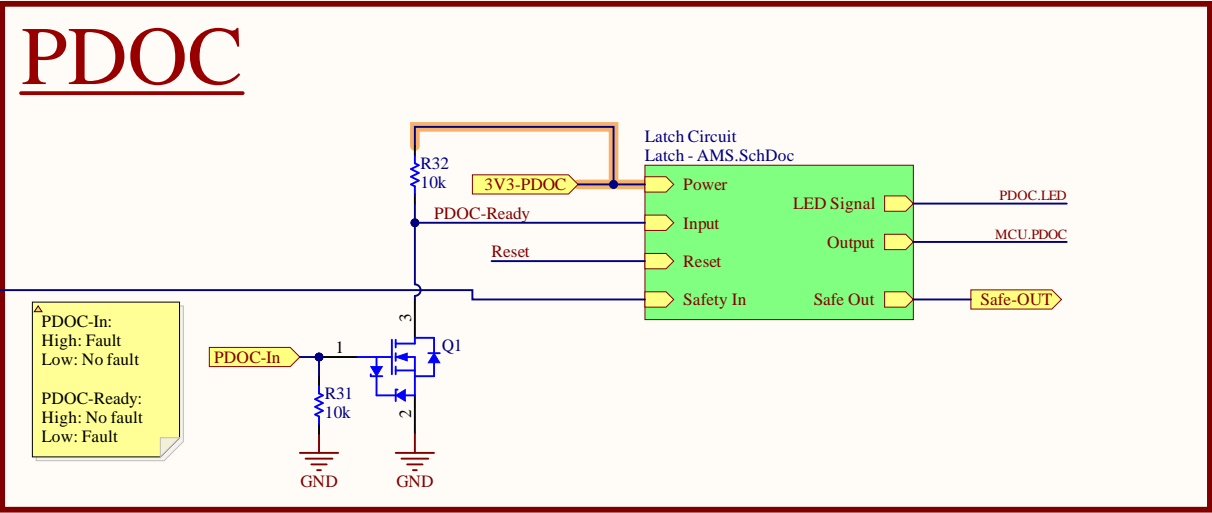 PDOC
Latch Circuit
Latch - AMS.SchDoc
R32
10k
3V3-PDOC
Power
LED Signal
PDOC.LED
PDOC-Ready
Input
Output
MCU.PDOC
Reset
Reset
Safety In
Safe Out
Safe-OUT
PDOC-In:
High: Fault
Low: No fault
PDOC-Ready:
High: No fault
Low: Fault
3
PDOC-In
1
Q1
R31
10k
2
GND
GND